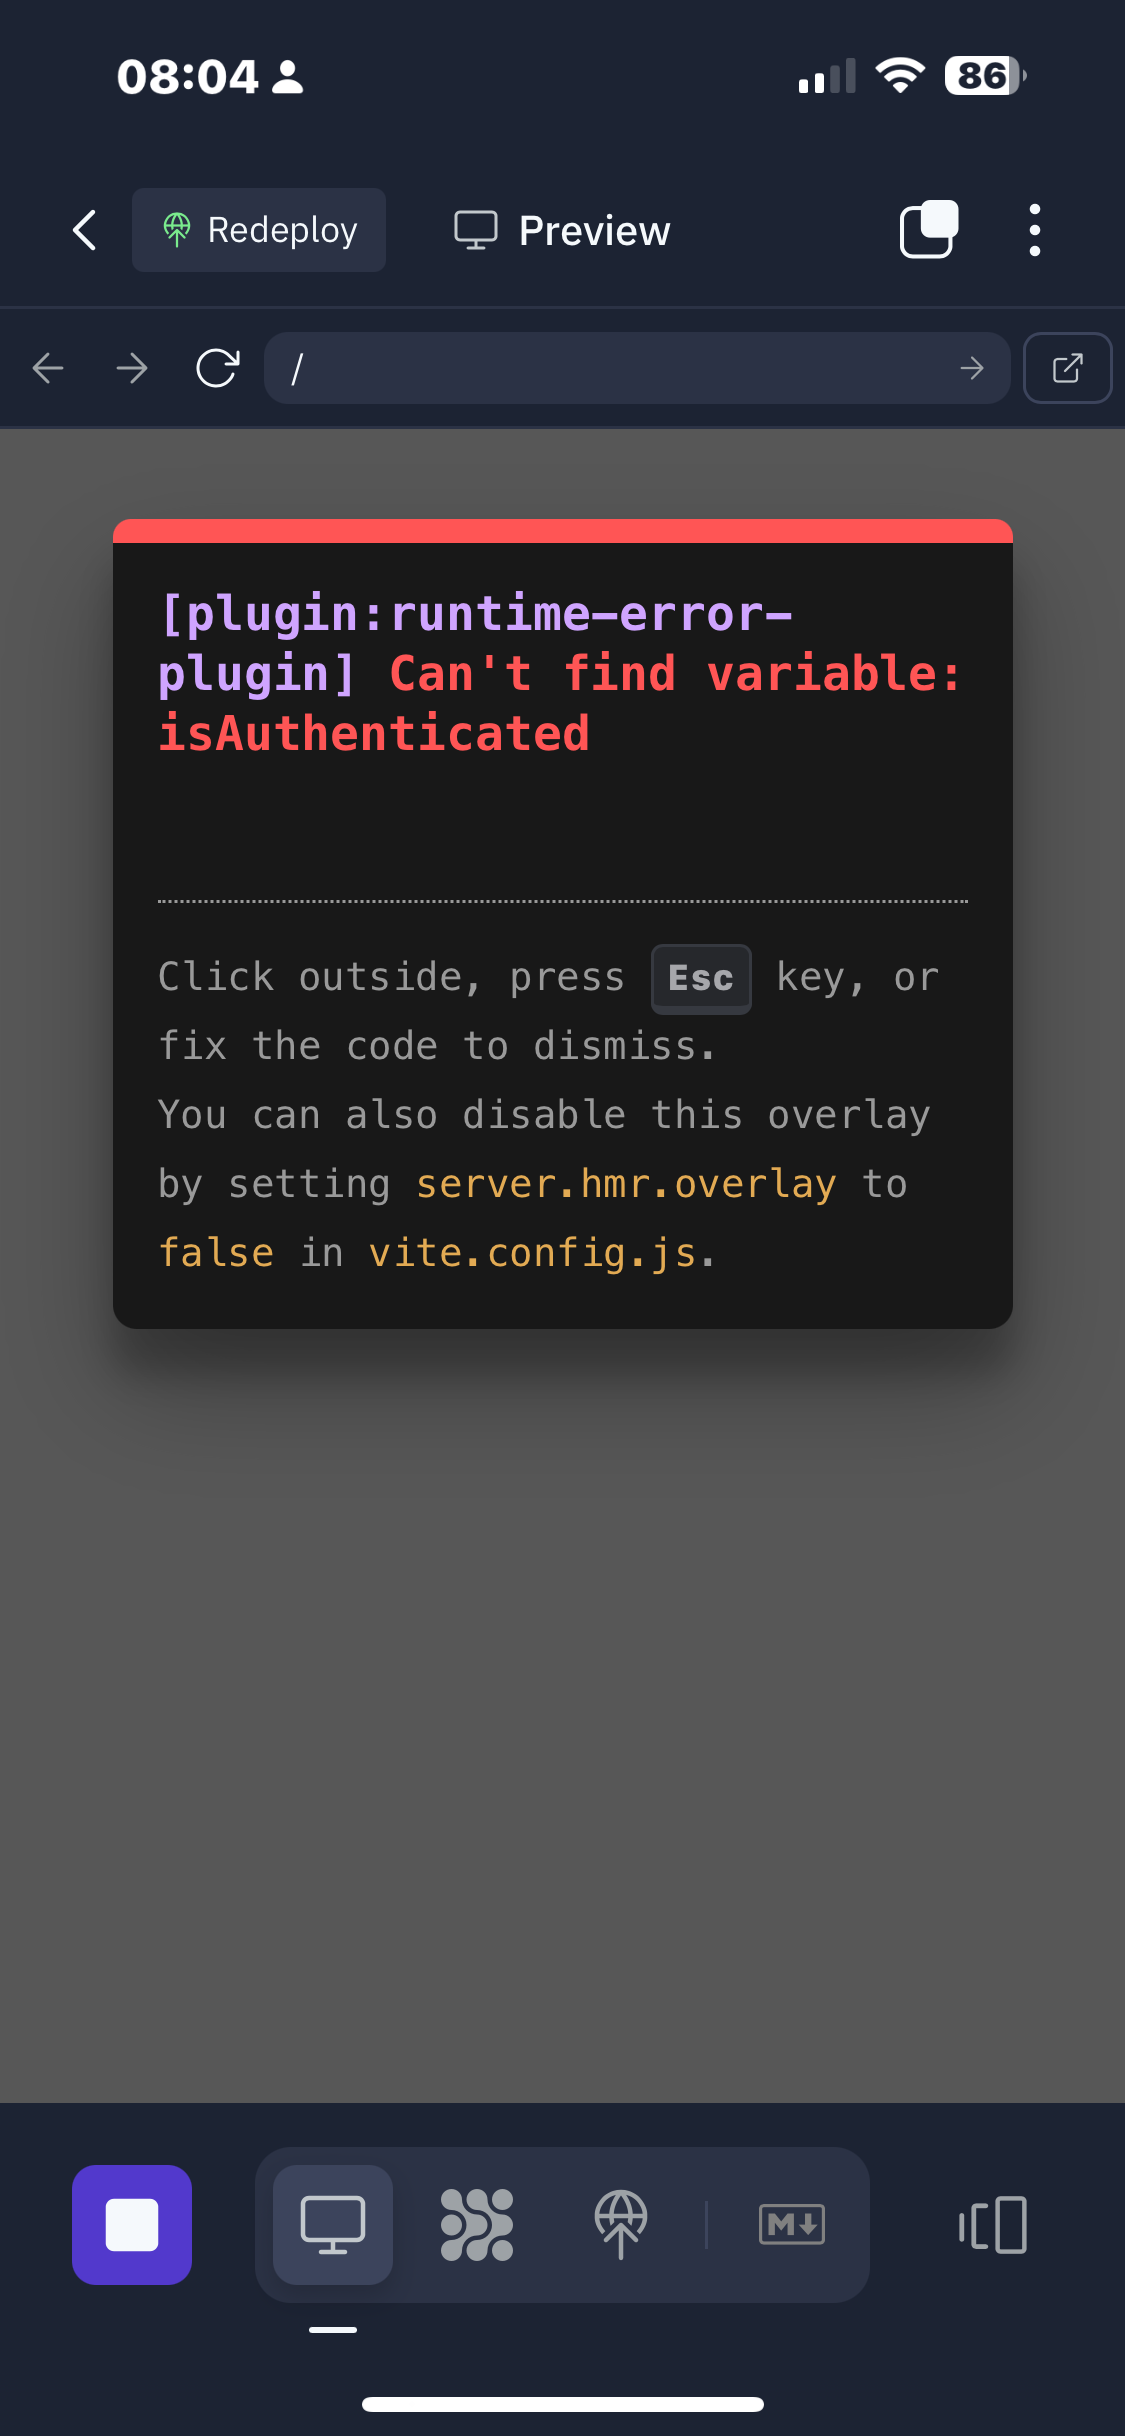 08:04
86
Redeploy
Preview
/
[plugin:runtime-error-
plugin] Can't find variable:
isAuthenticated
Click outside, press Esc key, or
fix the code to dismiss.
You can also disable this overlay
by setting server.hmr.overlay to
false in vite.config.js.
M